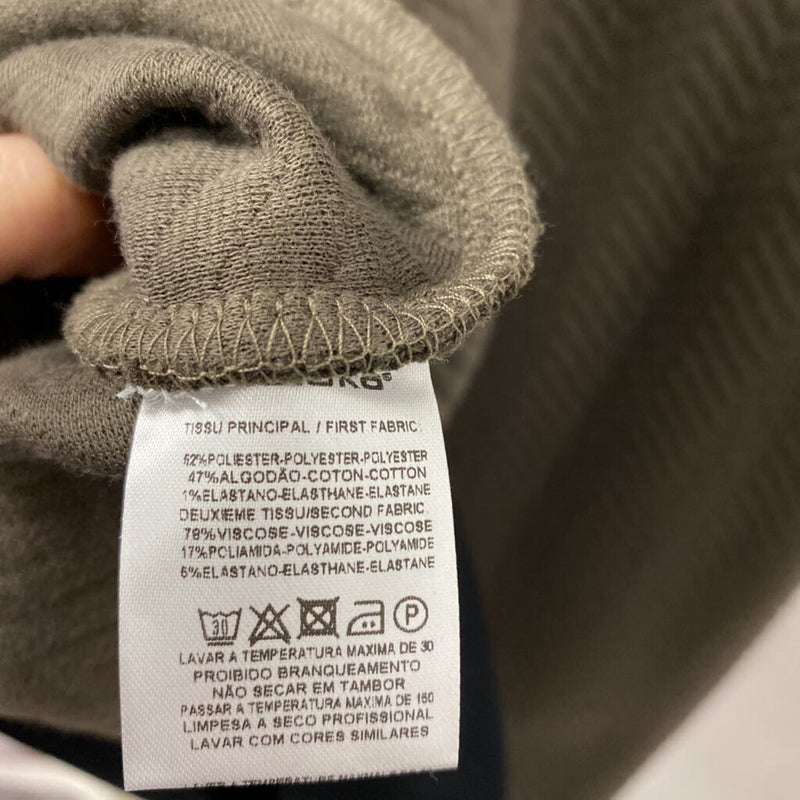 TISSU PRINCIPAL / FIRST FABRIC.
52%POLIESTER-POLYESTER-POLYESTER
47%ALGODÃO-COTON-COTTON
1%ELASTANO-ELASTHANE-ELASTANE
DEUXIEME TISSU/SECOND FABRIC.
78%VISCOSE-VISCOSE-VISCOSE
17%POLIAMIDA-POLYAMIDE-POLYAMIDE
5%ELASTANO-ELASTHANE-ELASTANE
30 P
LAVAR A TEMPERATURA MAXIMA DE 30
PROIBIDO BRANQUEAMENTO
NÃO SECAR EM TAMBOR
PASSAR A TEMPERATURA MAXIMA DE 150
LIMPESA A SECO PROFISSIONAL
LAVAR COM CORES SIMILARES